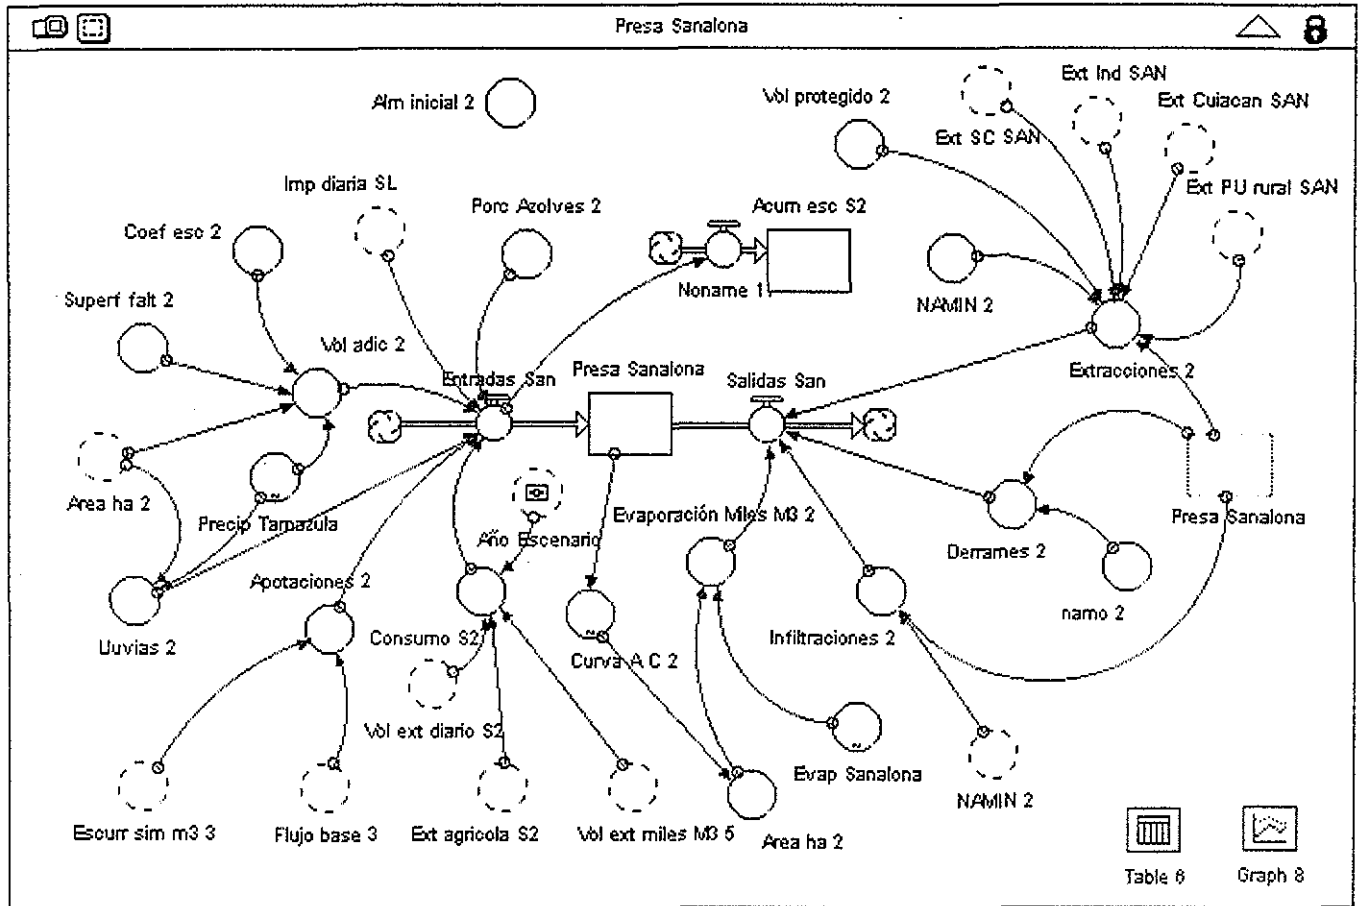 Presa Sanalona
Ext Ind SAN
Alm inicial 2
Vol protegido 2
Ext Cuiacan SAN
Ext SC SAN
Imp diaria SL
Ext PU rural SAN
Porc Azolves 2
Acum esc S2
Coef esc 2
Noname 1
NAMIN 2
Superf falt 2
Vol adic 2
Entradas San
Presa Sanalona
Salidas San
Extracciones 2
Area ha 2
Precip Tamazula
Evaporación Miles M3 2
Presa Sanalona
Año Escenario
Derrames 2
Apotaciones 2
namo 2
Lluvias 2
Consumo S2
Curva A C 2
Infiltraciones 2
Vol ext diario S2
Evap Sanalona
NAMIN 2
Escurr sim m3 3
Flujo base 3
Ext agricola S2
Vol ext miles M3 5
Area ha 2
Table 6
Graph 8